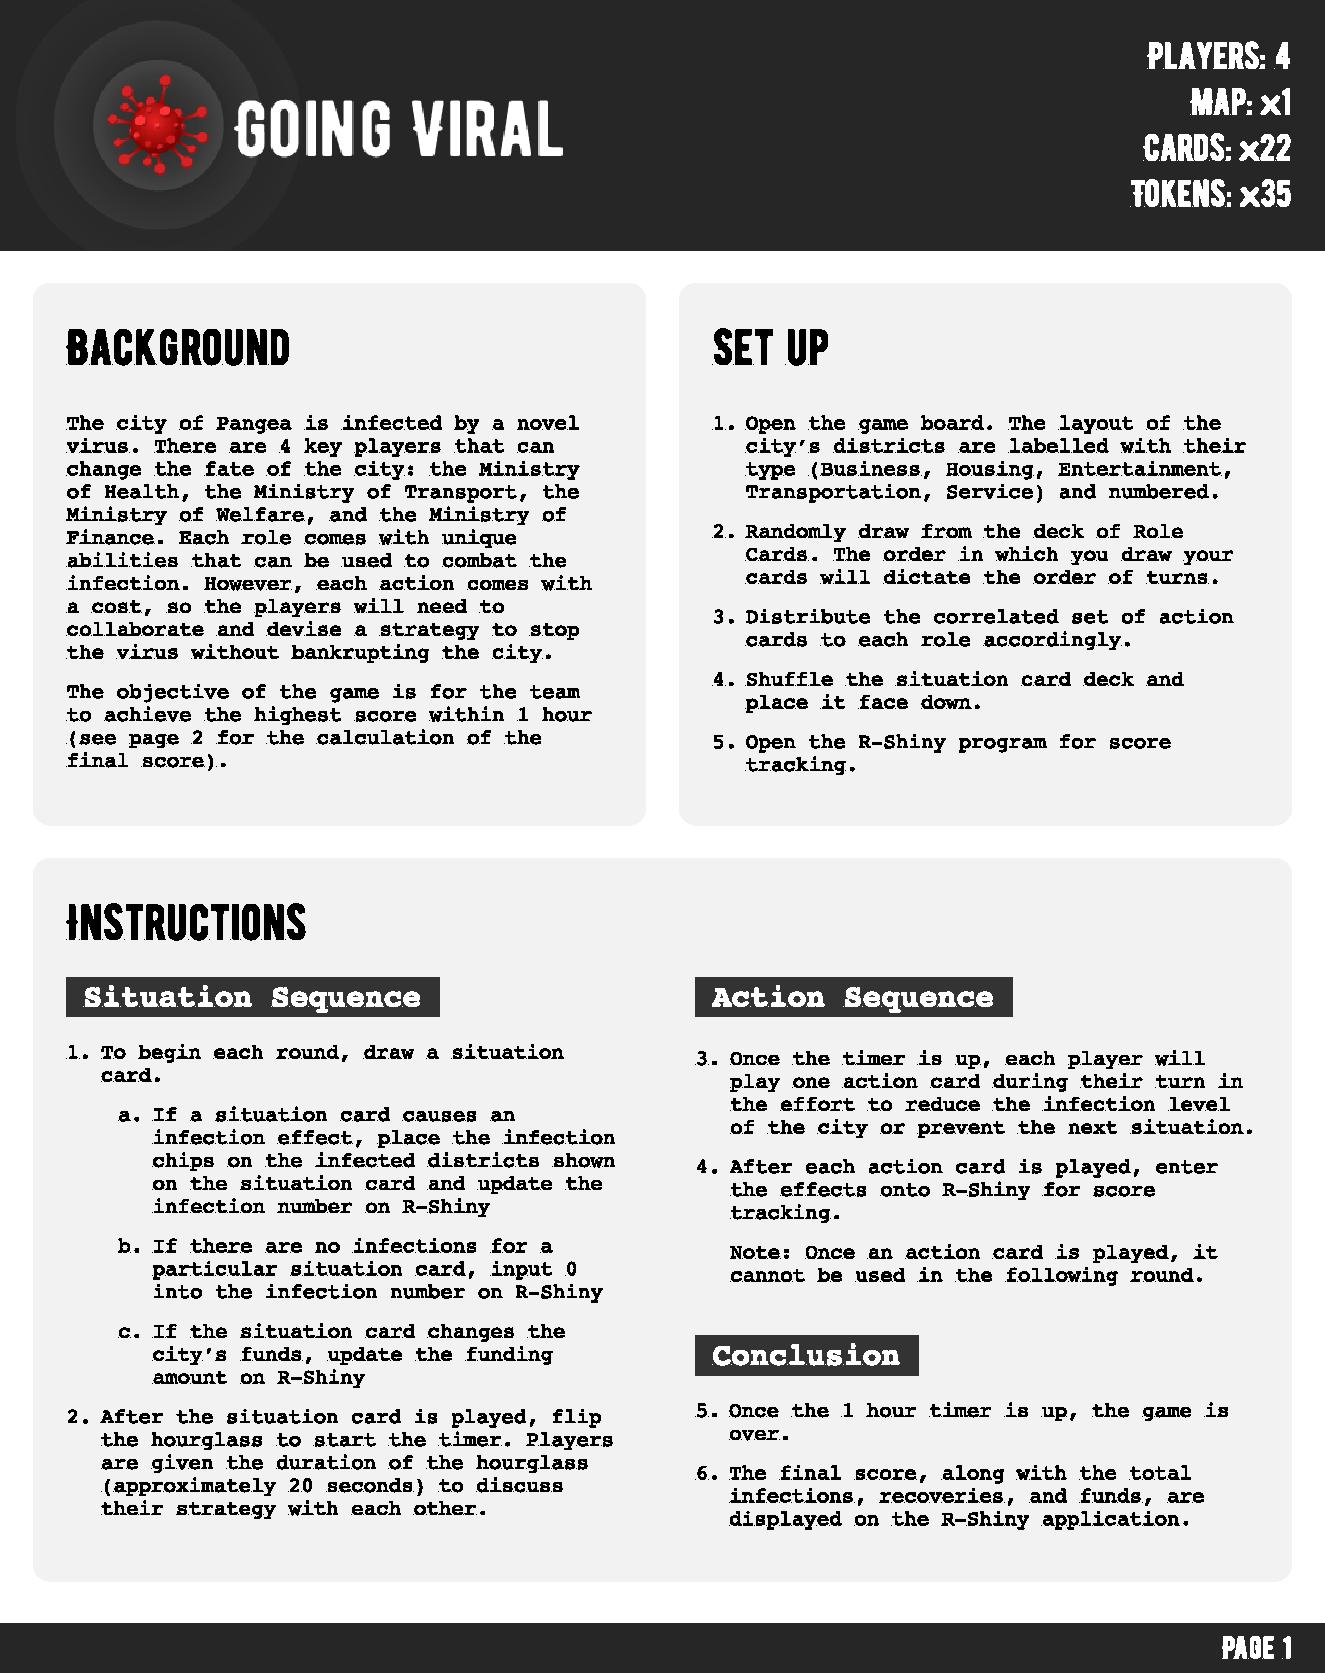 GOING VIRAL
PLAYERS: 4
MAP: x1
CARDS: x22
TOKENS: x35
BACKGROUND
The city of Pangea is infected by a novel
virus. There are 4 key players that can
change the fate of the city: the Ministry
of Health, the Ministry of Transport, the
Ministry of Welfare, and the Ministry of
Finance. Each role comes with unique
abilities that can be used to combat the
infection. However, each action comes with
a cost, so the players will need to
collaborate and devise a strategy to stop
the virus without bankrupting the city.
The objective of the game is for the team
to achieve the highest score within 1 hour
(see page 2 for the calculation of the
final score).
SET UP
1. Open the game board. The layout of the
city's districts are labelled with their
type (Business, Housing, Entertainment,
Transportation, Service) and numbered.
2. Randomly draw from the deck of Role
Cards. The order in which you draw your
cards will dictate the order of turns.
3. Distribute the correlated set of action
cards to each role accordingly.
4. Shuffle the situation card deck and
place it face down.
5. Open the R-Shiny program for score
tracking.
INSTRUCTIONS
Situation Sequence
1. To begin each round, draw a situation
card.
a. If a situation card causes an
infection effect, place the infection
chips on the infected districts shown
on the situation card and update the
infection number on R-Shiny
b. If there are no infections for a
particular situation card, input 0
into the infection number on R-Shiny
c. If the situation card changes the
city's funds, update the funding
amount on R-Shiny
2. After the situation card is played, flip
the hourglass to start the timer. Players
are given the duration of the hourglass
(approximately 20 seconds) to discuss
their strategy with each other.
Action Sequence
3. Once the timer is up, each player will
play one action card during their turn in
the effort to reduce the infection level
of the city or prevent the next situation.
4. After each action card is played, enter
the effects onto R-Shiny for score
tracking.
Note: Once an action card is played, it
cannot be used in the following round.
Conclusion
5. Once the 1 hour timer is up, the game is
over.
6. The final score, along with the total
infections, recoveries, and funds, are
displayed on the R-Shiny application.
PAGE 1